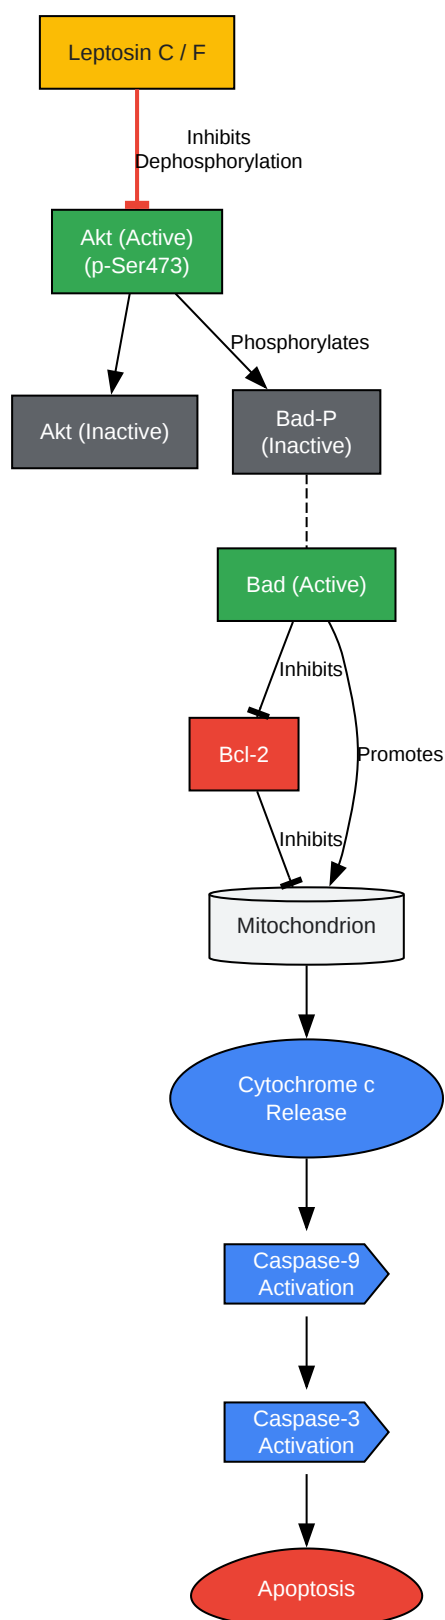 Leptosin C / F
Inhibits
Dephosphorylation
Akt (Active)
(p-Ser473)
Phosphorylates
Akt (Inactive)
Bad-P
(Inactive)
Bad (Active)
Inhibits
Bcl-2
Promotes
Inhibits
Mitochondrion
Cytochrome c
Release
Caspase-9
Activation
Caspase-3
Activation
Apoptosis